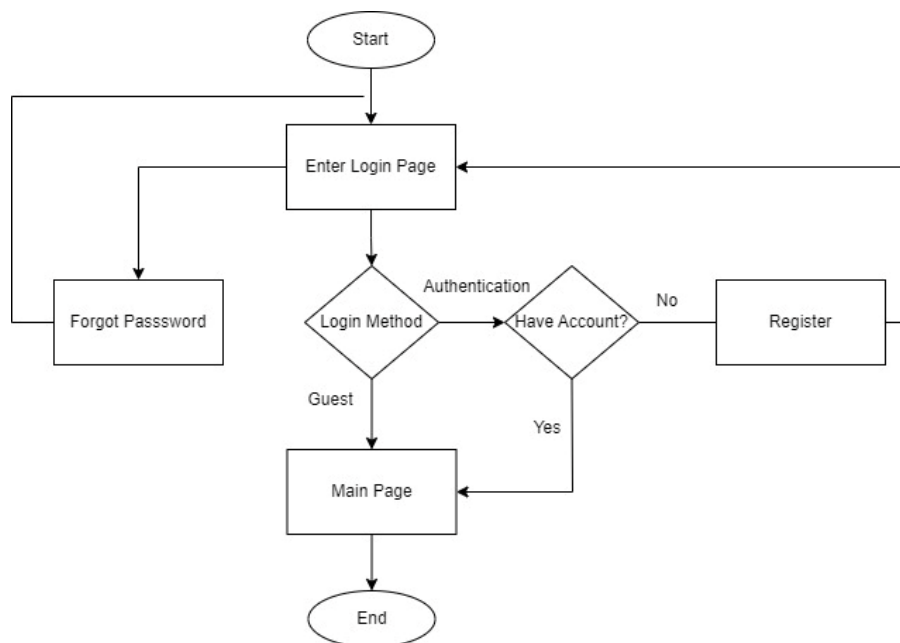 Start
Enter Login Page
Forgot Passsword
Login Method
Authentication
Have Account?
No
Register
Guest
Yes
Main Page
End